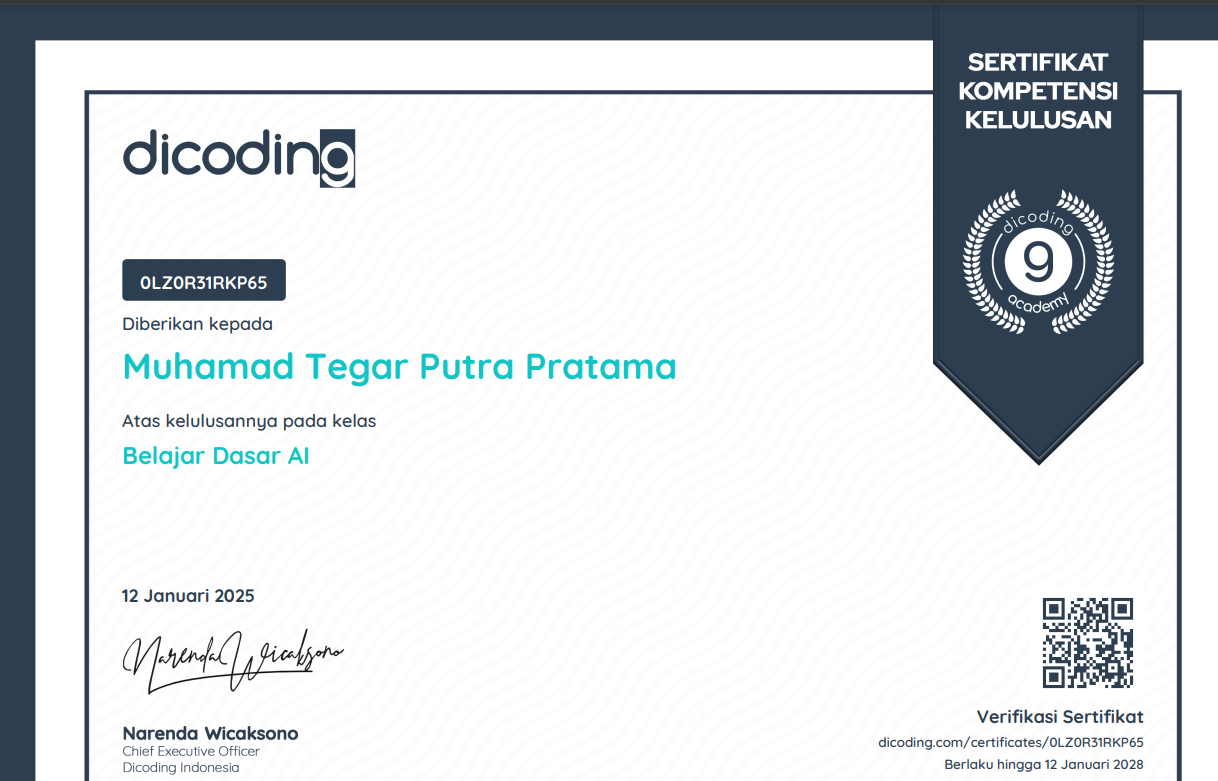 SERTIFIKAT
KOMPETENSI
KELULUSAN
dicoding
dicoding
g
academy
0LZ0R31RKP65
Diberikan kepada
Muhamad Tegar Putra Pratama
Atas kelulusannya pada kelas
Belajar Dasar AI
12 Januari 2025
Narenda Wicaksono
Narenda Wicaksono
Chief Executive Officer
Dicoding Indonesia
Verifikasi Sertifikat
dicoding.com/certificates/0LZ0R31RKP65
Berlaku hingga 12 Januari 2028